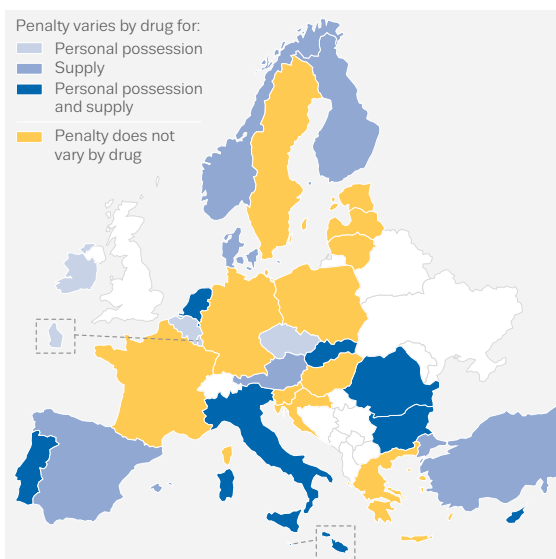 Penalty varies by drug for:
Personal possession
Supply
Personal possession
and supply
Penalty does not
vary by drug